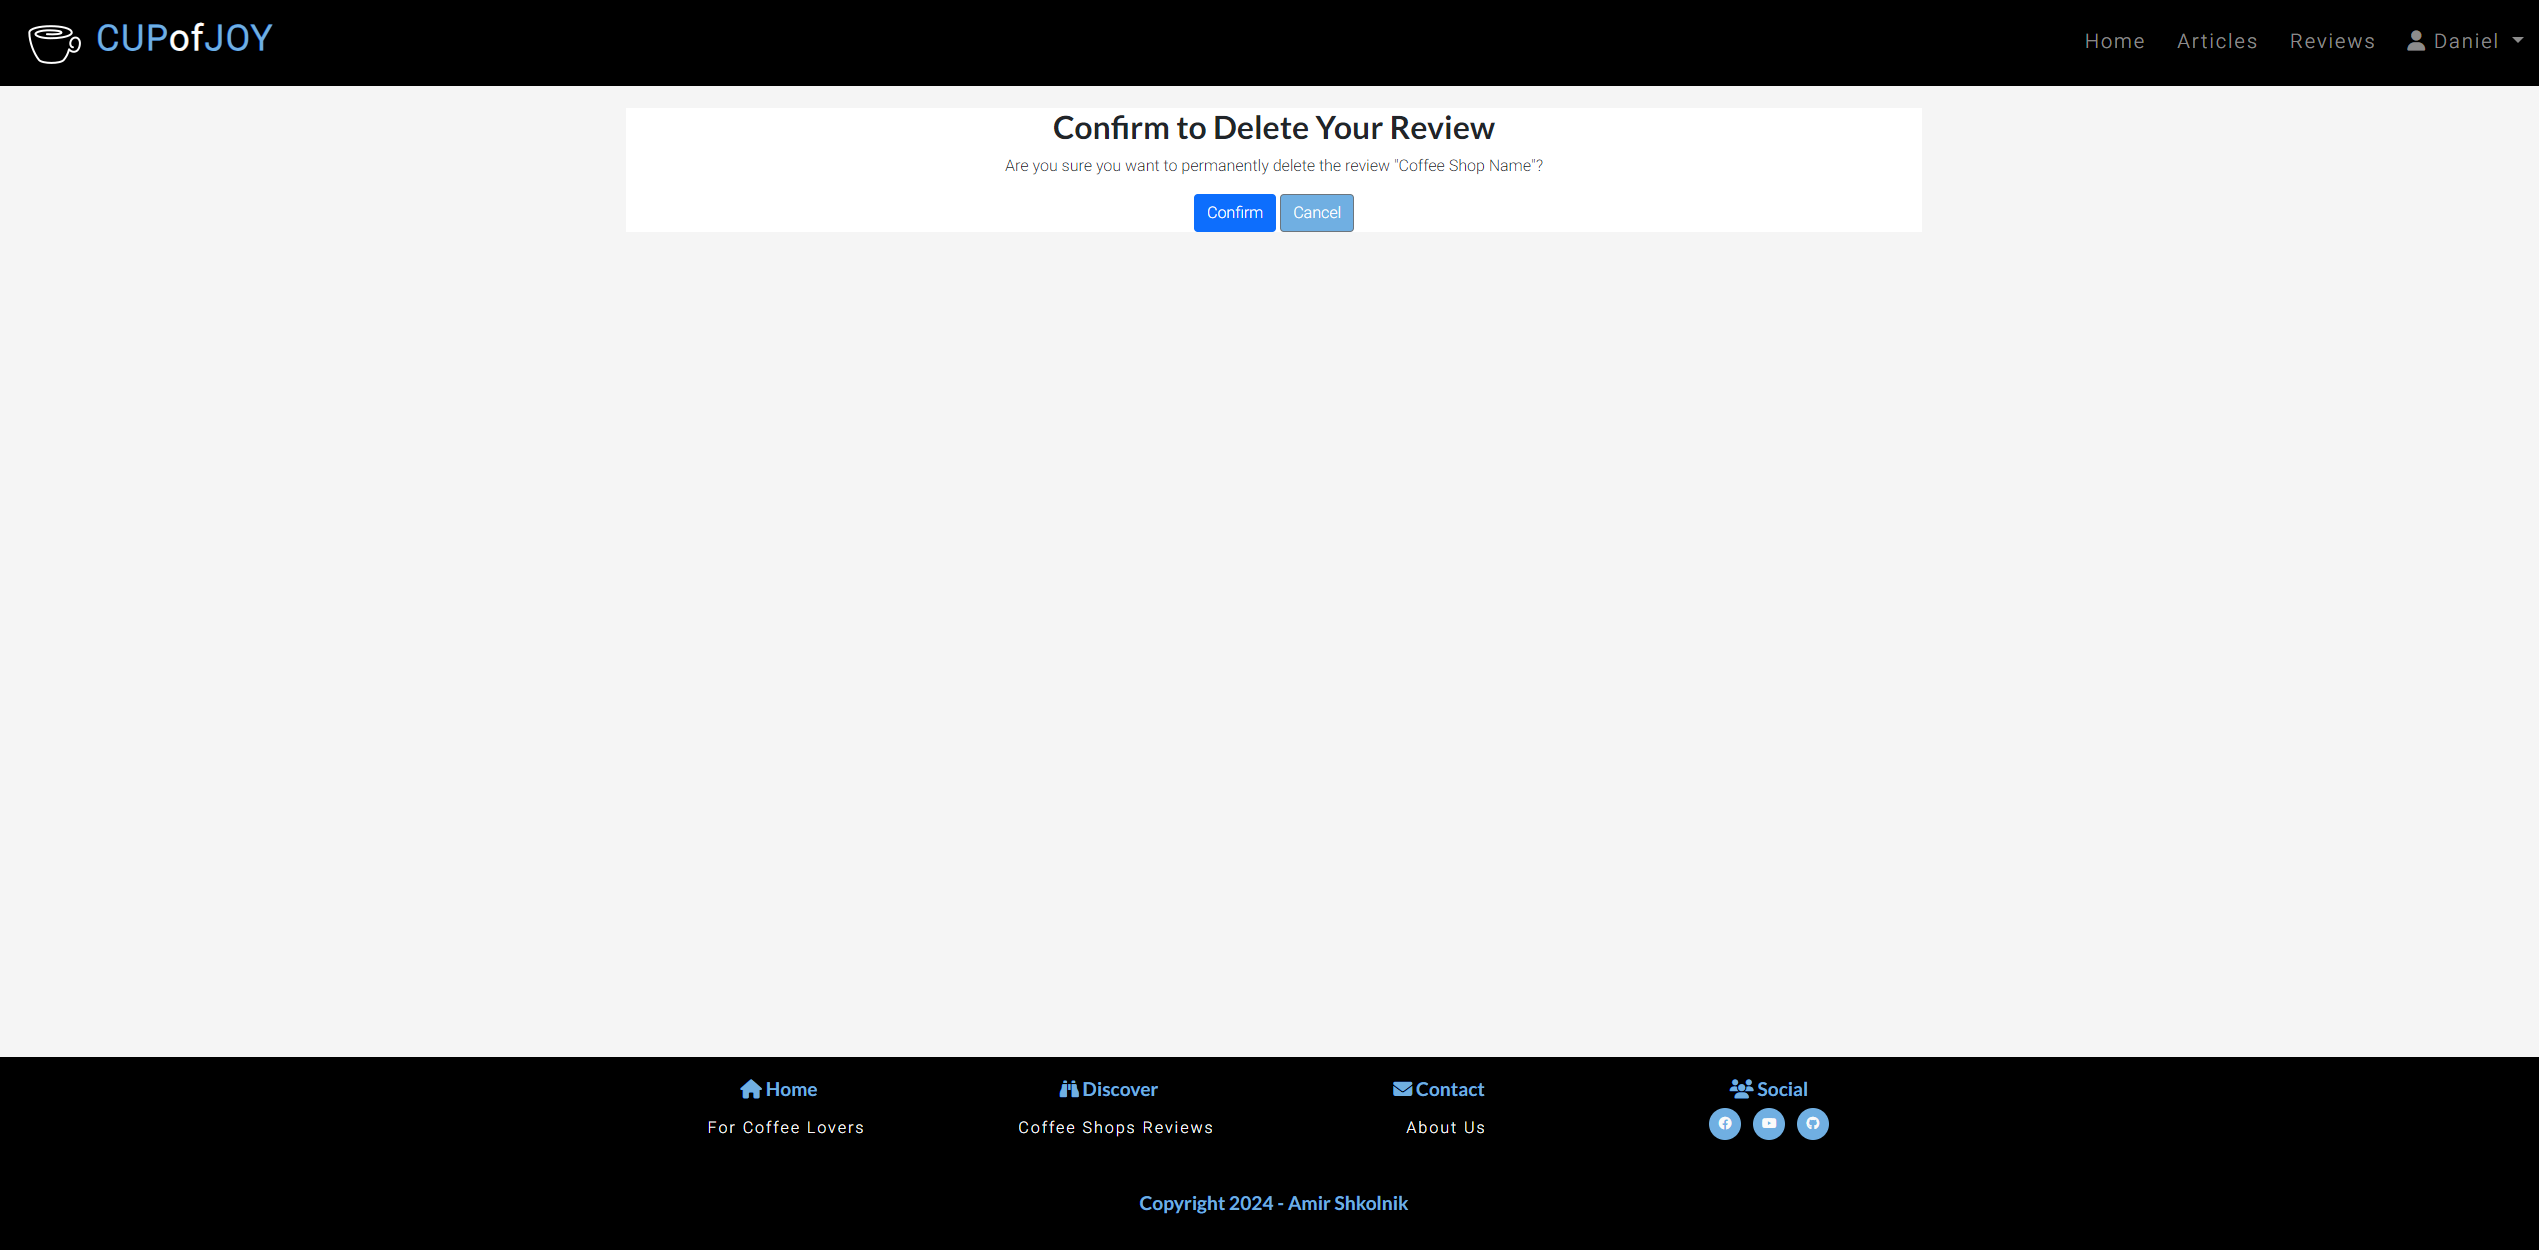 CUPofJOY
Home Articles Reviews Daniel
Confirm to Delete Your Review
Are you sure you want to permanently delete the review "Coffee Shop Name"?
Confirm Cancel
Home Discover Contact Social
For Coffee Lovers Coffee Shops Reviews About Us
Copyright 2024 - Amir Shkolnik